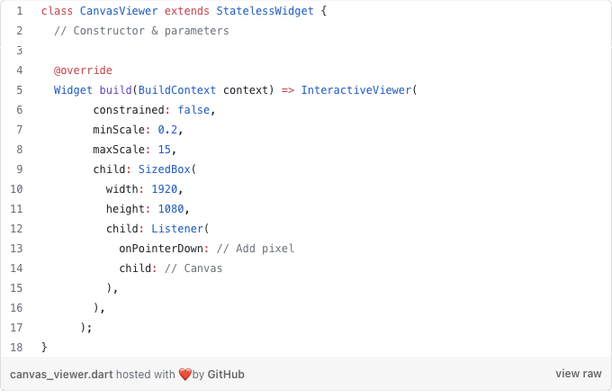 1 class CanvasViewer extends StatelessWidget {
2   // Constructor & parameters
3
4   @override
5   Widget build(BuildContext context) => InteractiveViewer(
6         constrained: false,
7         minScale: 0.2,
8         maxScale: 15,
9         child: SizedBox(
10           width: 1920,
11           height: 1080,
12           child: Listener(
13             onPointerDown: // Add pixel
14             child: // Canvas
15           ),
16         ),
17       );
18 }
canvas_viewer.dart hosted with ❤ by GitHub view raw